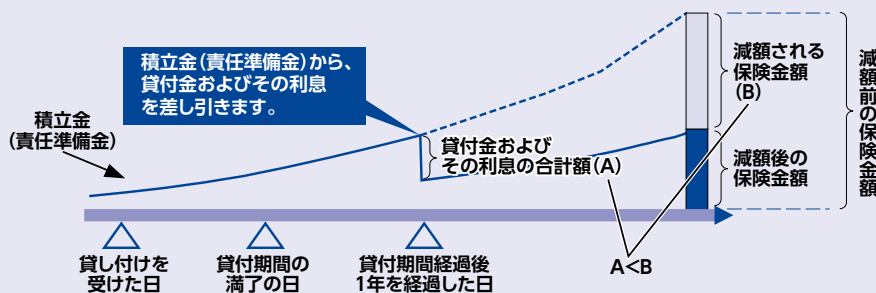 積立金(責任準備金)から、
貸付金およびその利息
を差し引きます。
積立金
(責任準備金)
貸付金および
その利息の合計額(A)
減額される
保険金額
(B)
減額後の
保険金額
減額前の保険金額
貸し付けを
受けた日
貸付期間の
満了の日
貸付期間経過後
1年を経過した日
A<B